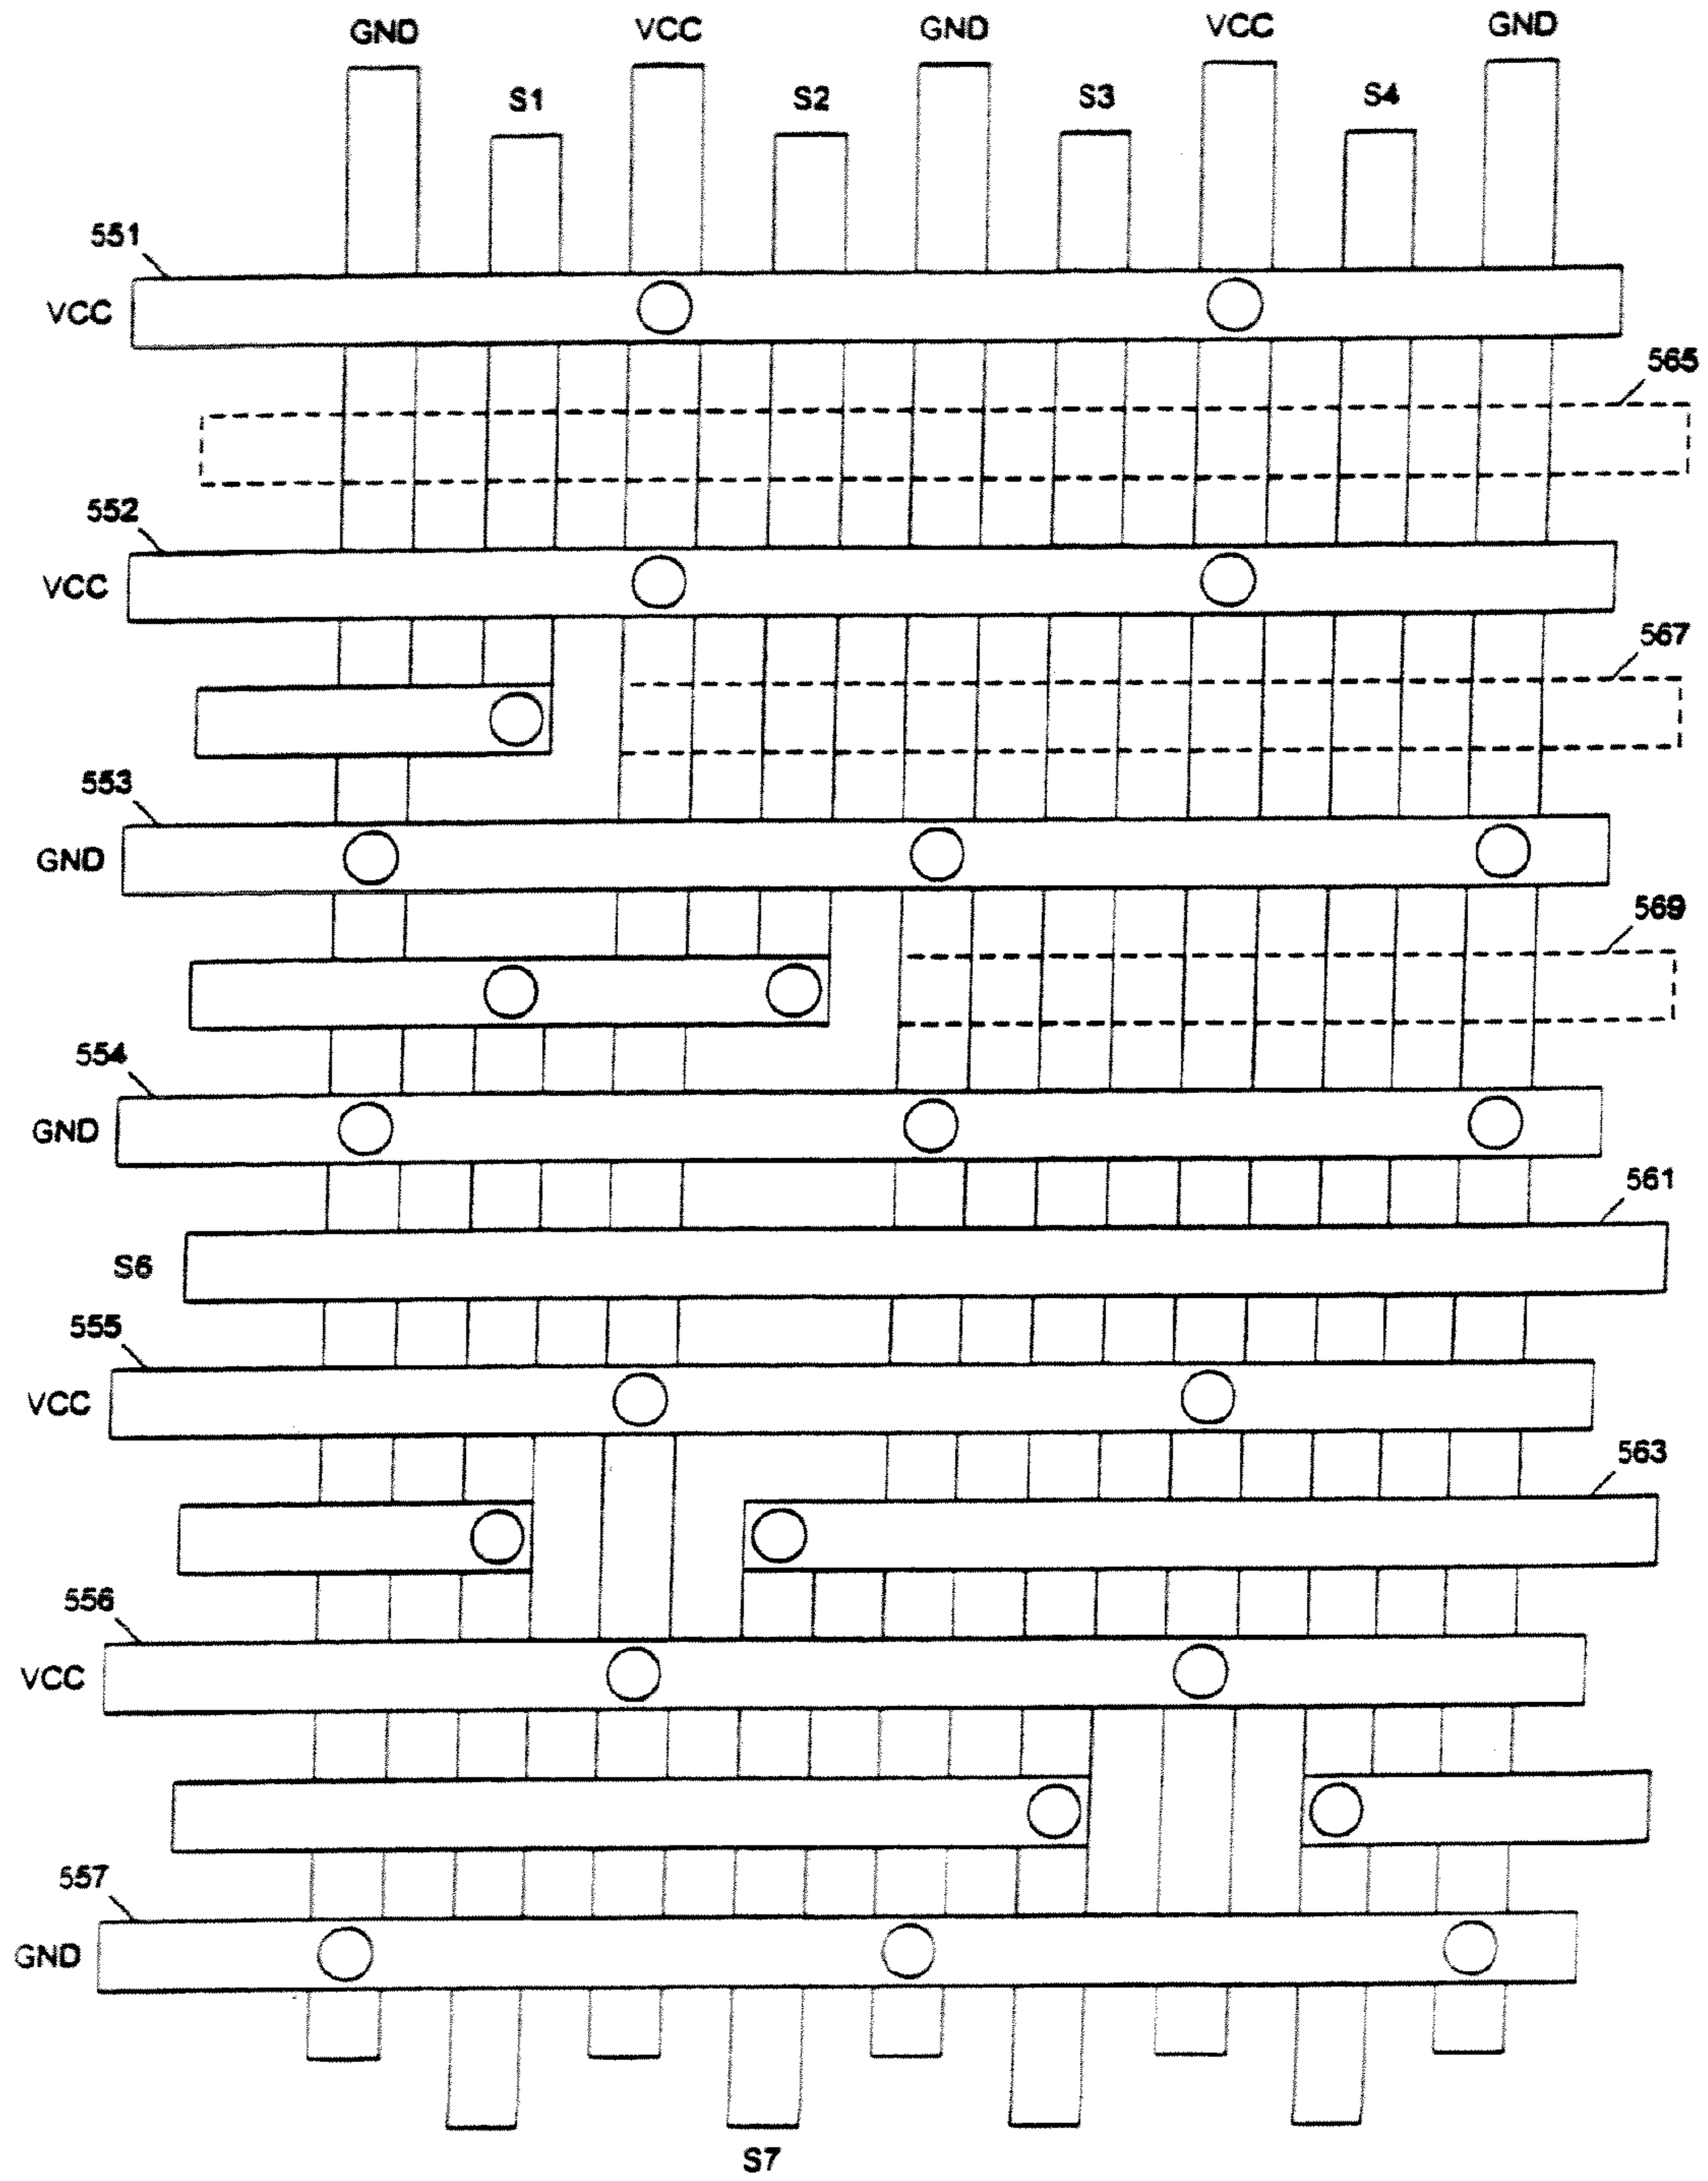 GND VCC GND VCC GND
S1 S2 S3 S4
551
VCC
565
552
VCC
567
553
GND
569
554
GND
561
S6
555
VCC
563
556
VCC
557
GND
S7